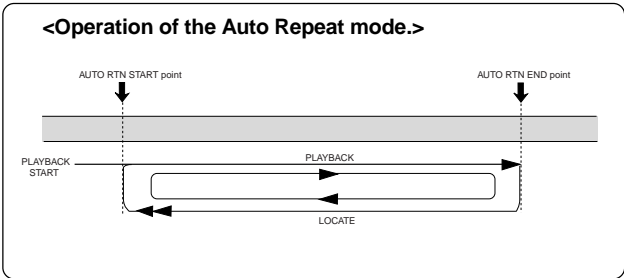 <Operation of the Auto Repeat mode.>
AUTO RTN START point
AUTO RTN END point
PLAYBACK
START
PLAYBACK
LOCATE